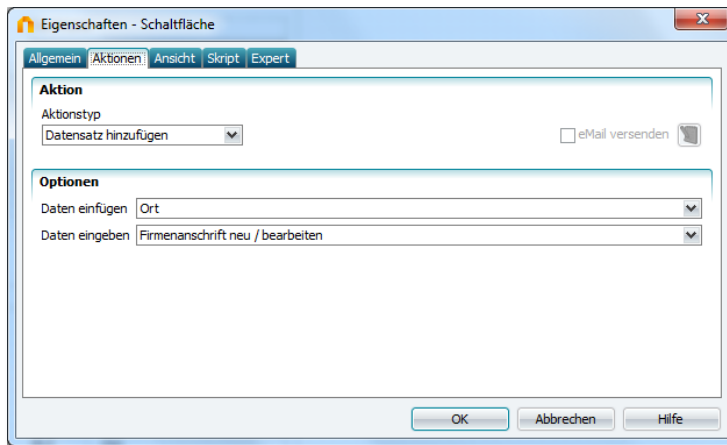 Eigenschaften - Schaltfläche
Allgemein Aktionen Ansicht Skript Expert
Aktion
Aktionstyp
Datensatz hinzufügen eMail versenden
Optionen
Daten einfügen Ort
Daten eingeben Firmenanschrift neu / bearbeiten
OK Abbrechen Hilfe